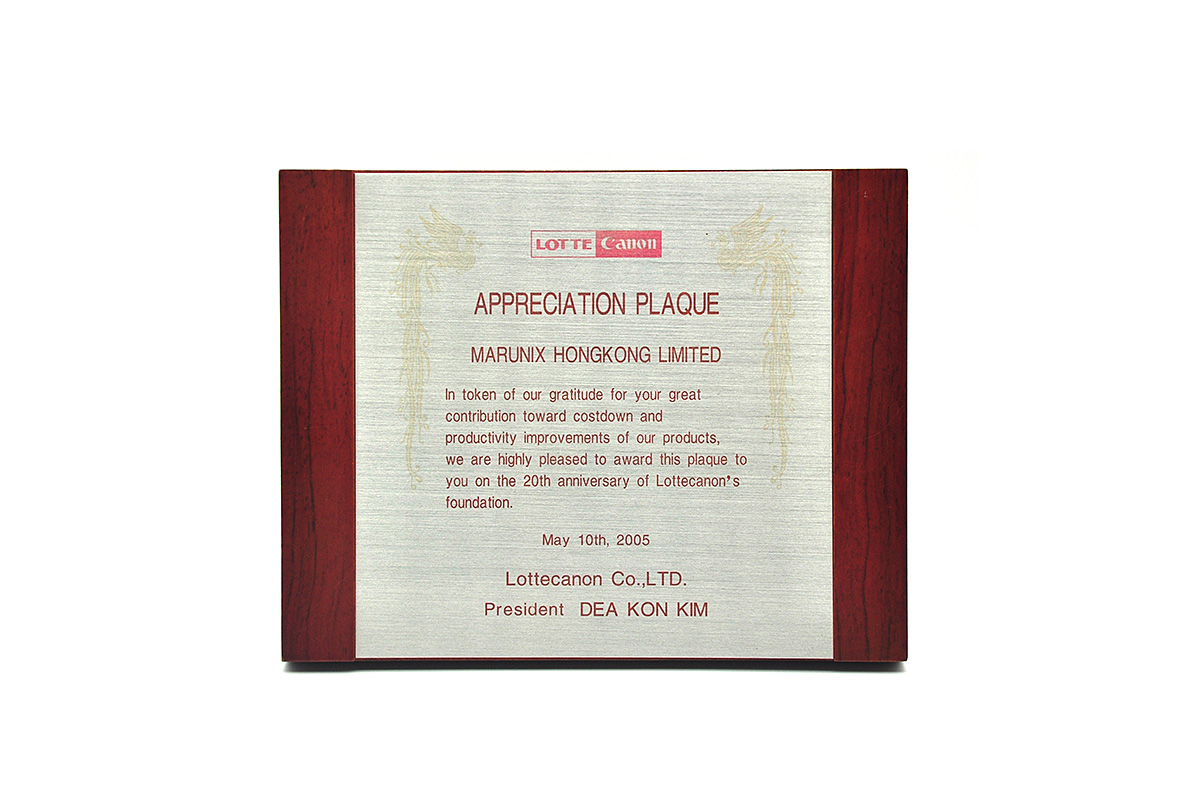 LOTTE Canon
APPRECIATION PLAQUE
MARUNIX HONGKONG LIMITED
In token of our gratitude for your great
contribution toward costdown and
productivity improvements of our products,
we are highly pleased to award this plaque to
you on the 20th anniversary of Lottecanon's
foundation.
May 10th, 2005
Lottecanon Co.,LTD.
President DEA KON KIM